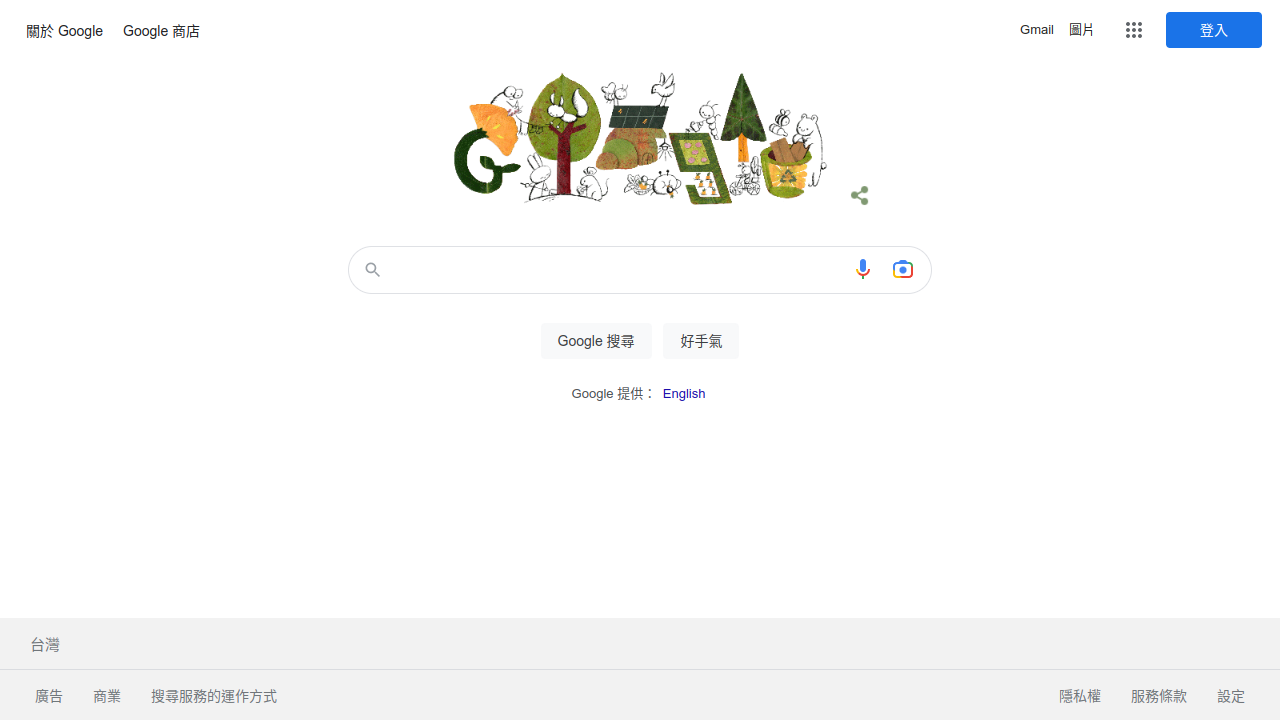 關於 Google
Google 商店
Gmail
圖片
登入
Google 搜尋
好手氣
Google 提供： English
台灣
廣告
商業
搜尋服務的運作方式
隱私權
服務條款
設定